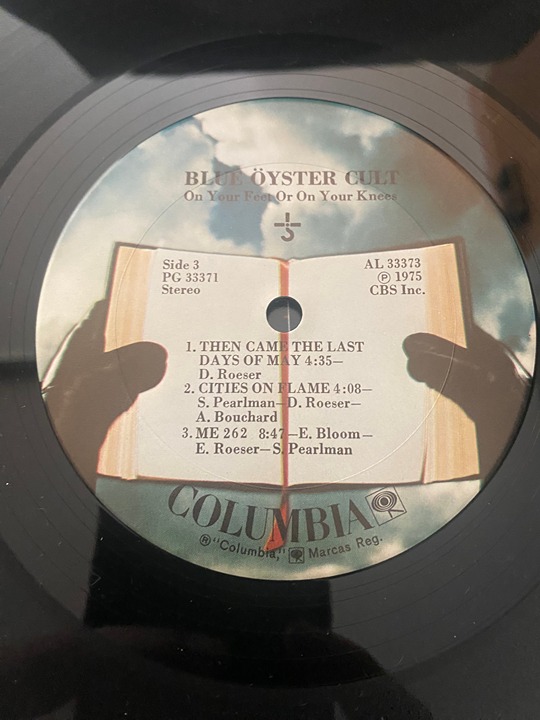 BLUE ÖYSTER CULT
On Your Feet Or On Your Knees
Side 3
PG 33371
Stereo
AL 33373
℗ 1975
CBS Inc.
1. THEN CAME THE LAST
DAYS OF MAY 4:35—
D. Roeser
2. CITIES ON FLAME 4:08—
S. Pearlman—D. Roeser—
A. Bouchard
3. ME 262 8:47—E. Bloom—
E. Roeser—S. Pearlman
COLUMBIA
® "Columbia," Marcas Reg.